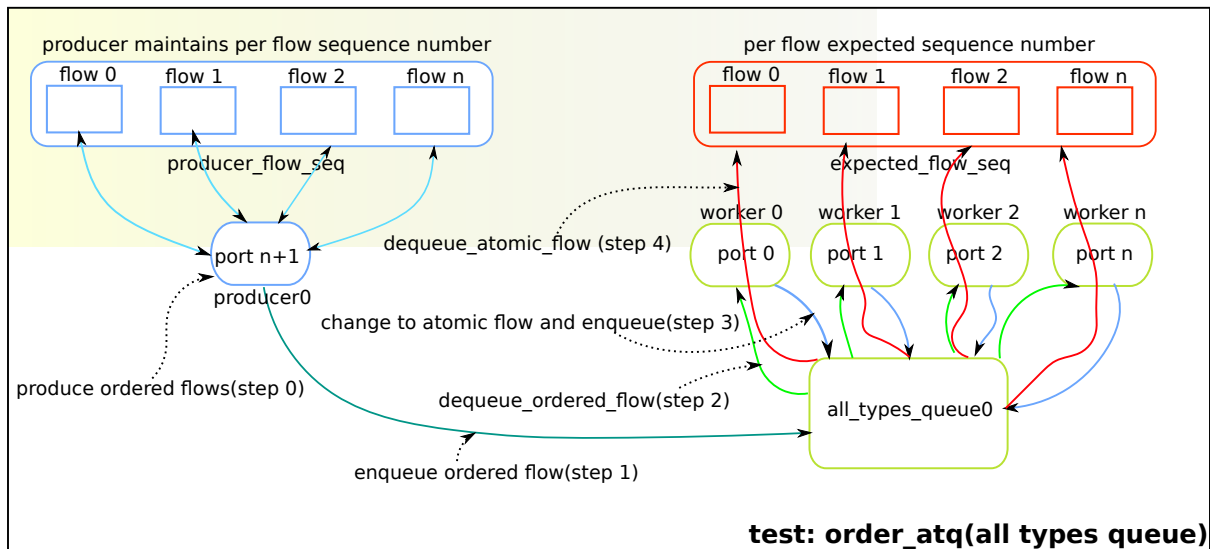 producer maintains per flow sequence number
flow 0 flow 1 flow 2 flow n
producer_flow_seq
per flow expected sequence number
flow 0 flow 1 flow 2 flow n
expected_flow_seq
worker 0 worker 1 worker 2 worker n
port 0 port 1 port 2 port n
dequeue_atomic_flow (step 4)
port n+1
producer0
change to atomic flow and enqueue(step 3)
produce ordered flows(step 0)
dequeue_ordered_flow(step 2)
all_types_queue0
enqueue ordered flow(step 1)
test: order_atq(all types queue)